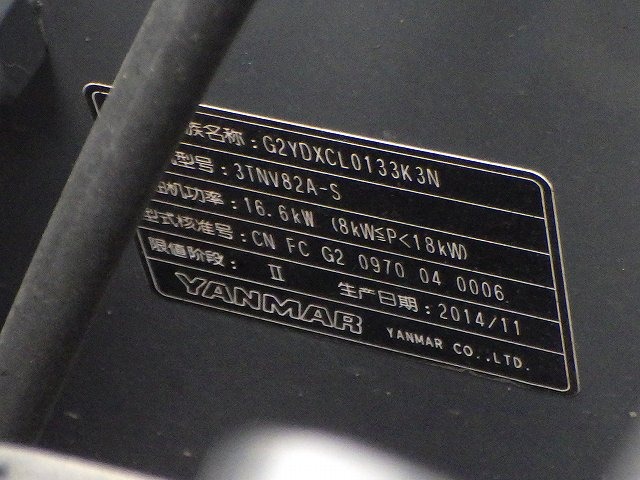 族名称：G2YDXCL0133K3N
型号：3TNV82A-S
机功率：16.6kW (8kW≦P<18kW)
型式核准号：CN FC G2 0970 04 0006
限值阶段： Ⅱ 生产日期：2014/11
YANMAR YANMAR CO.,LTD.